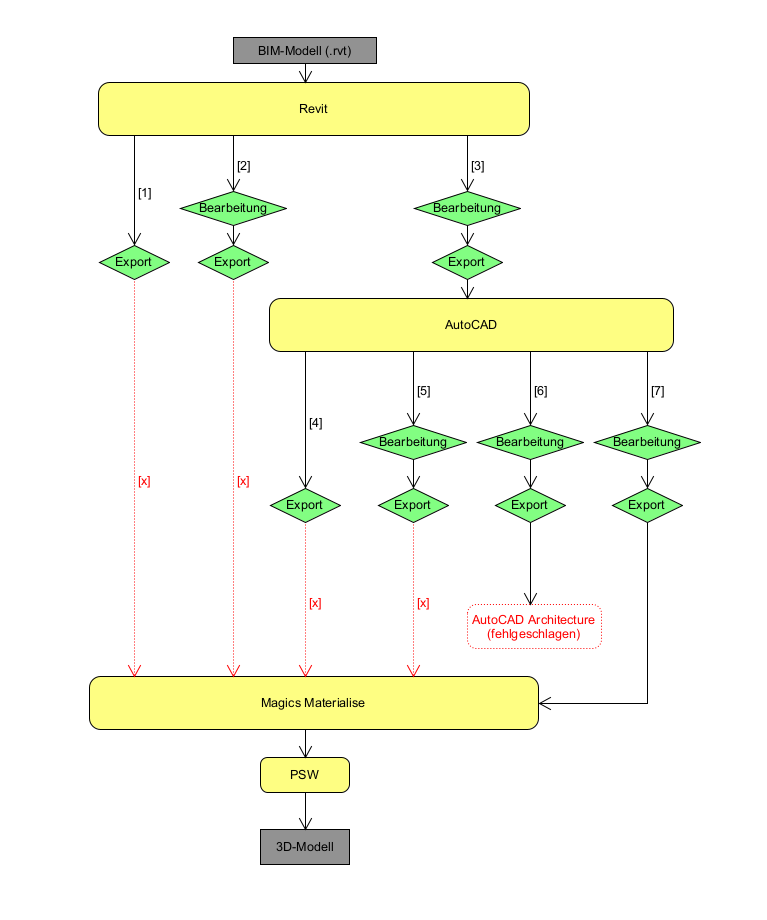 BIM-Modell (.rvt)
Revit
[1]
[2]
[3]
Bearbeitung
Bearbeitung
Export
Export
Export
AutoCAD
[4]
[5]
[6]
[7]
Bearbeitung
Bearbeitung
Bearbeitung
[x]
[x]
Export
Export
Export
Export
[x]
[x]
AutoCAD Architecture
(fehlgeschlagen)
Magics Materialise
PSW
3D-Modell